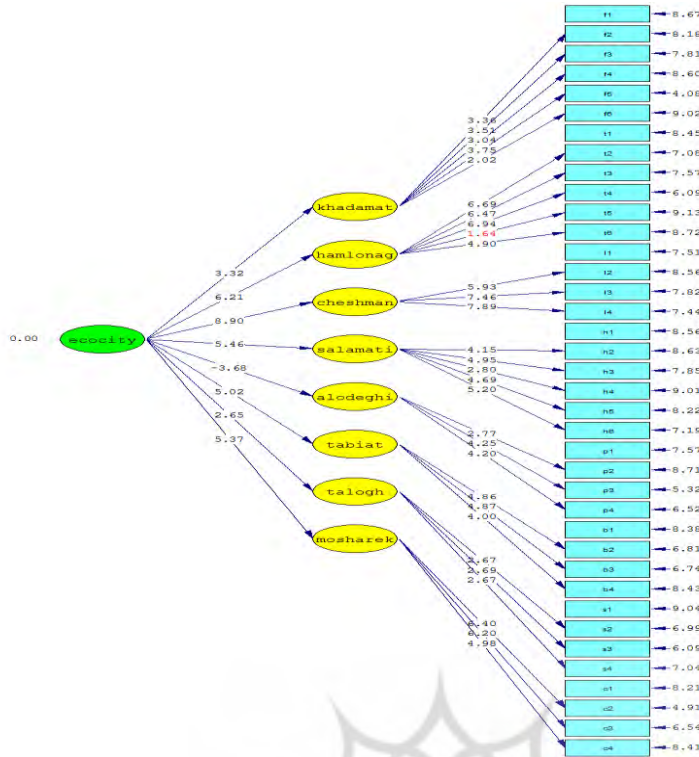 f1 8.67
f2 8.18
f3 7.81
f4 8.60
f5 4.08
f6 9.02
t1 8.45
t2 7.08
t3 7.57
t4 6.09
t5 9.13
t6 8.72
l1 7.51
l2 8.56
l3 7.82
l4 7.44
h1 8.56
h2 8.63
h3 7.85
h4 9.01
h5 8.22
h6 7.19
p1 7.57
p2 8.71
p3 5.32
p4 6.52
b1 8.38
b2 6.81
b3 6.74
b4 8.43
s1 9.04
s2 6.99
s3 6.09
s4 7.04
8.21
4.91
6.54
8.43
3.36
3.51
3.04
3.75
2.02
6.69
6.47
6.94
1.64
4.90
5.93
7.46
7.89
4.15
4.95
2.80
4.69
5.20
2.77
4.25
4.20
4.86
4.87
4.00
2.67
2.69
2.67
6.40
6.20
4.98
khadamat
hamlonag
cheshman
salamati
alodeghi
tabiat
talogh
mosharek
3.32
6.21
8.90
5.46
-3.68
5.02
2.65
5.37
0.00
ecocity